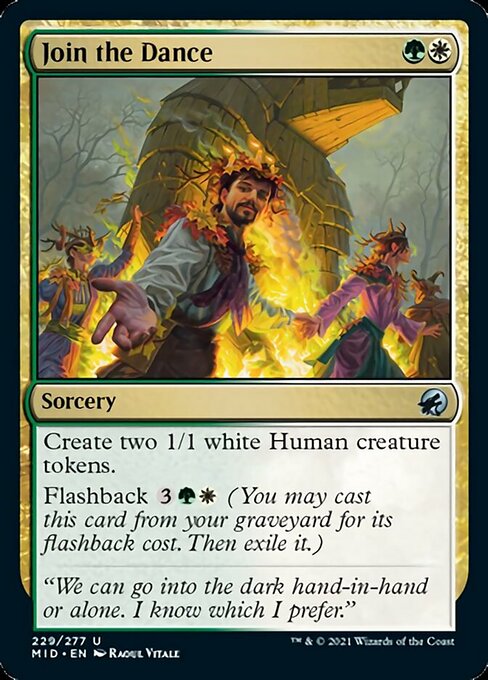 Join the Dance
Sorcery
Create two 1/1 white Human creature
tokens.
Flashback 3 (You may cast
this card from your graveyard for its
flashback cost. Then exile it.)
“We can go into the dark hand-in-hand
or alone. I know which I prefer.”
229/277 U
MID • EN Raoul Vitale
™ & © 2021 Wizards of the Coast